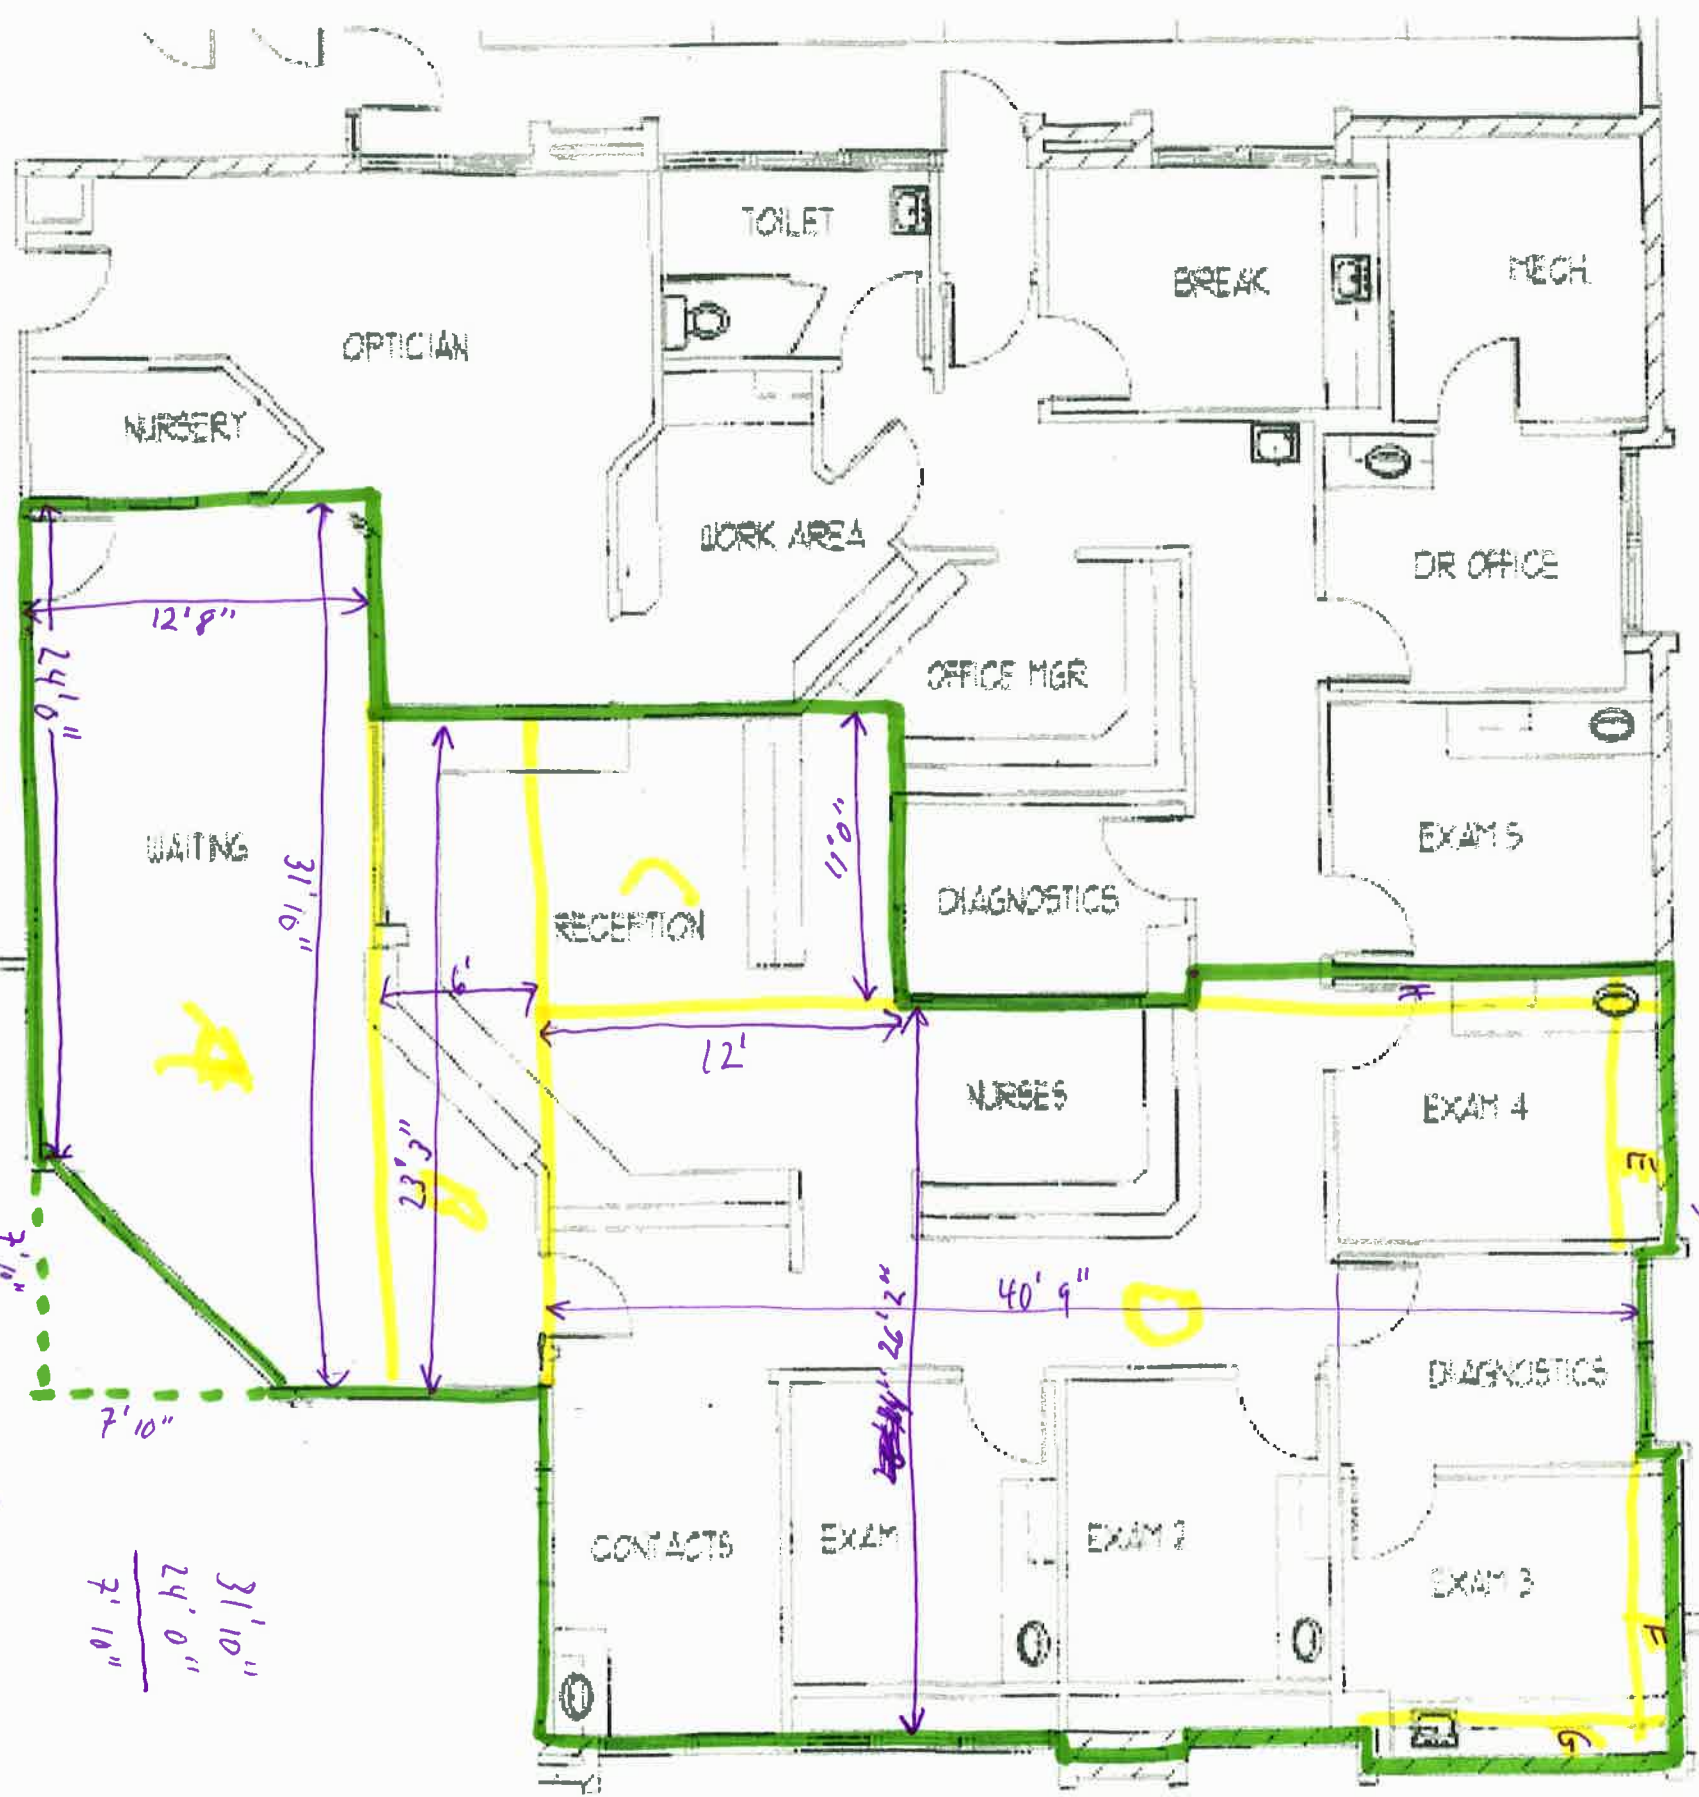 TOILET
BREAK
MECH.
OPTICIAN
NURSERY
WORK AREA
DR OFFICE
12'8"
24'0"
OFFICE MGR
WAITING
31'10"
RECEPTION
C
11'0"
DIAGNOSTICS
EXAM 5
A
6'
12'
H
NURSES
EXAM 4
E
23'3"
B
7'10"
40'9"
D
26'2"
DIAGNOSTICS
7'10"
CONTACTS
EXAM
EXAM 2
EXAM 3
F
G
31'10"
24'0"
7'10"